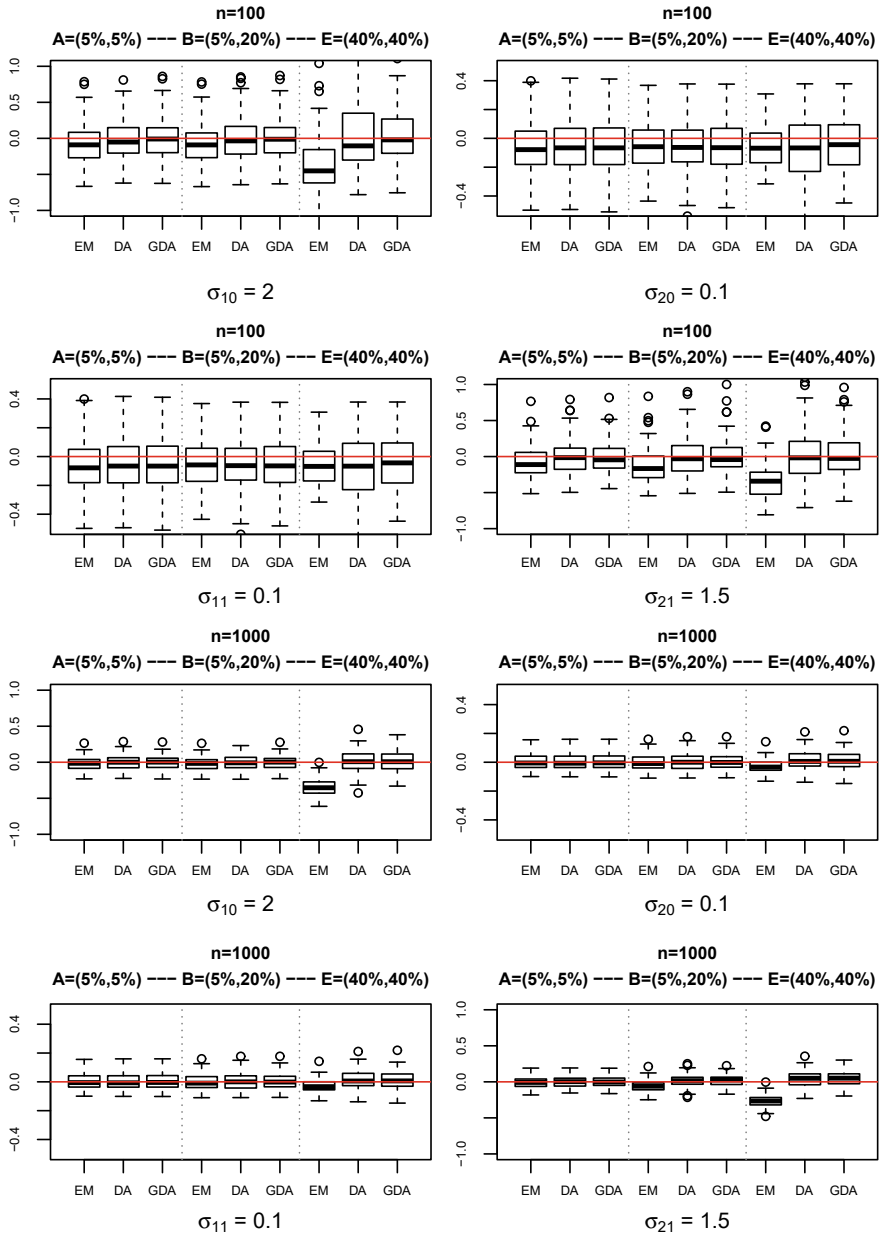 n=100
A=(5%,5%) −−− B=(5%,20%) −−− E=(40%,40%)
1.0
0.5
0.0
−1.0
EM DA GDA EM DA GDA EM DA GDA
σ10 = 2
n=100
A=(5%,5%) −−− B=(5%,20%) −−− E=(40%,40%)
0.4
0.0
−0.4
EM DA GDA EM DA GDA EM DA GDA
σ20 = 0.1
n=100
A=(5%,5%) −−− B=(5%,20%) −−− E=(40%,40%)
0.4
0.0
−0.4
EM DA GDA EM DA GDA EM DA GDA
σ11 = 0.1
n=100
A=(5%,5%) −−− B=(5%,20%) −−− E=(40%,40%)
1.0
0.5
0.0
−1.0
EM DA GDA EM DA GDA EM DA GDA
σ21 = 1.5
n=1000
A=(5%,5%) −−− B=(5%,20%) −−− E=(40%,40%)
1.0
0.5
0.0
−1.0
EM DA GDA EM DA GDA EM DA GDA
σ10 = 2
n=1000
A=(5%,5%) −−− B=(5%,20%) −−− E=(40%,40%)
0.4
0.0
−0.4
EM DA GDA EM DA GDA EM DA GDA
σ20 = 0.1
n=1000
A=(5%,5%) −−− B=(5%,20%) −−− E=(40%,40%)
0.4
0.0
−0.4
EM DA GDA EM DA GDA EM DA GDA
σ11 = 0.1
n=1000
A=(5%,5%) −−− B=(5%,20%) −−− E=(40%,40%)
1.0
0.5
0.0
−1.0
EM DA GDA EM DA GDA EM DA GDA
σ21 = 1.5